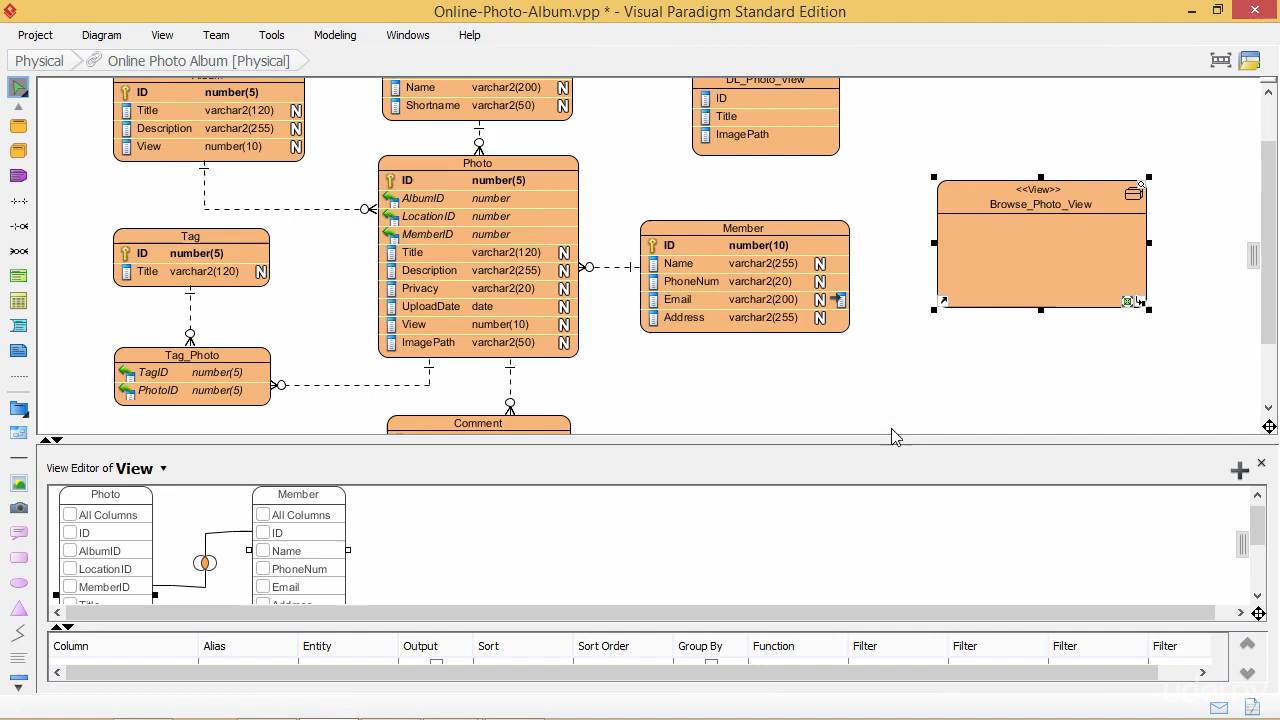 Online-Photo-Album.vpp * - Visual Paradigm Standard Edition
Project Diagram View Team Tools Modeling Windows Help
Physical Online Photo Album [Physical]
Album
ID number(5)
Title varchar2(120) N
Description varchar2(255) N
View number(10) N
Name varchar2(200) N
Shortname varchar2(50) N
DL_Photo_View
ID
Title
ImagePath
Photo
ID number(5)
AlbumID number
LocationID number
MemberID number
Title varchar2(120) N
Description varchar2(255) N
Privacy varchar2(20) N
UploadDate date N
View number(10) N
ImagePath varchar2(50) N
<<View>>
Browse_Photo_View
Tag
ID number(5)
Title varchar2(120) N
Member
ID number(10)
Name varchar2(255) N
PhoneNum varchar2(20) N
Email varchar2(200) N
Address varchar2(255) N
Tag_Photo
TagID number(5)
PhotoID number(5)
Comment
View Editor of View
Photo
All Columns
ID
AlbumID
LocationID
MemberID
Title
Member
All Columns
ID
Name
PhoneNum
Email
Address
Column Alias Entity Output Sort Sort Order Group By Function Filter Filter Filter Filter
udemy